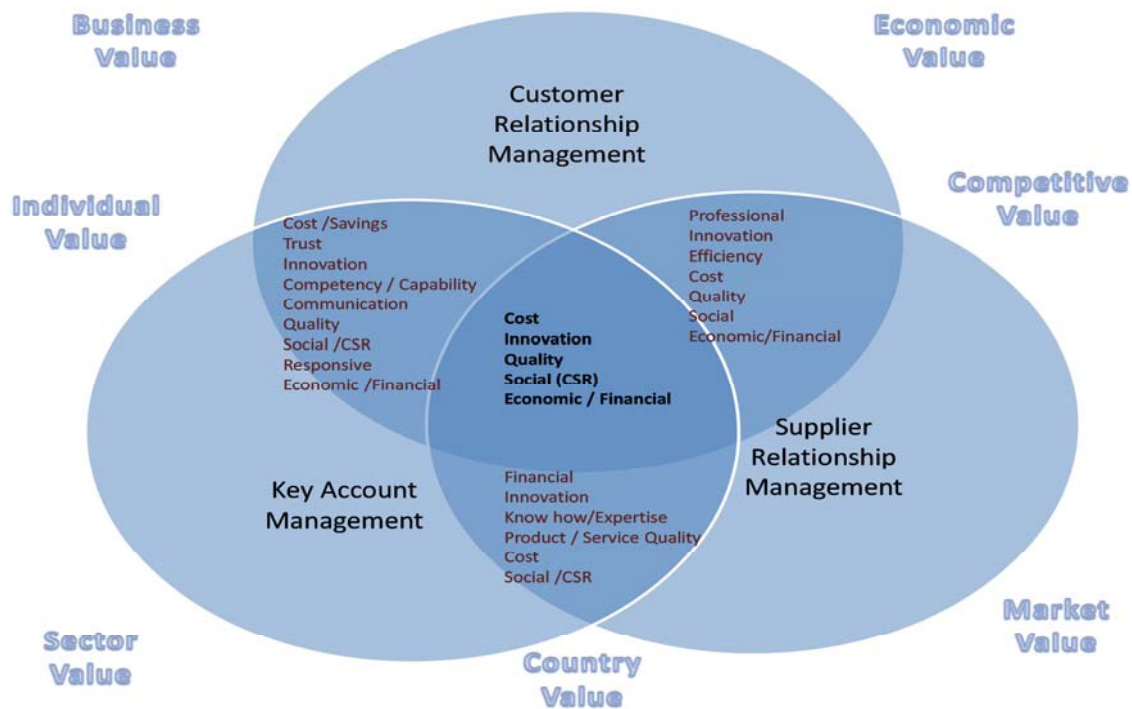 Business
Value
Economic
Value
Customer
Relationship
Management
Individual
Value
Competitive
Value
Cost /Savings
Trust
Innovation
Competency / Capability
Communication
Quality
Social /CSR
Responsive
Economic /Financial
Professional
Innovation
Efficiency
Cost
Quality
Social
Economic/Financial
Cost
Innovation
Quality
Social (CSR)
Economic / Financial
Key Account
Management
Supplier
Relationship
Management
Financial
Innovation
Know how/Expertise
Product / Service Quality
Cost
Social /CSR
Sector
Value
Country
Value
Market
Value